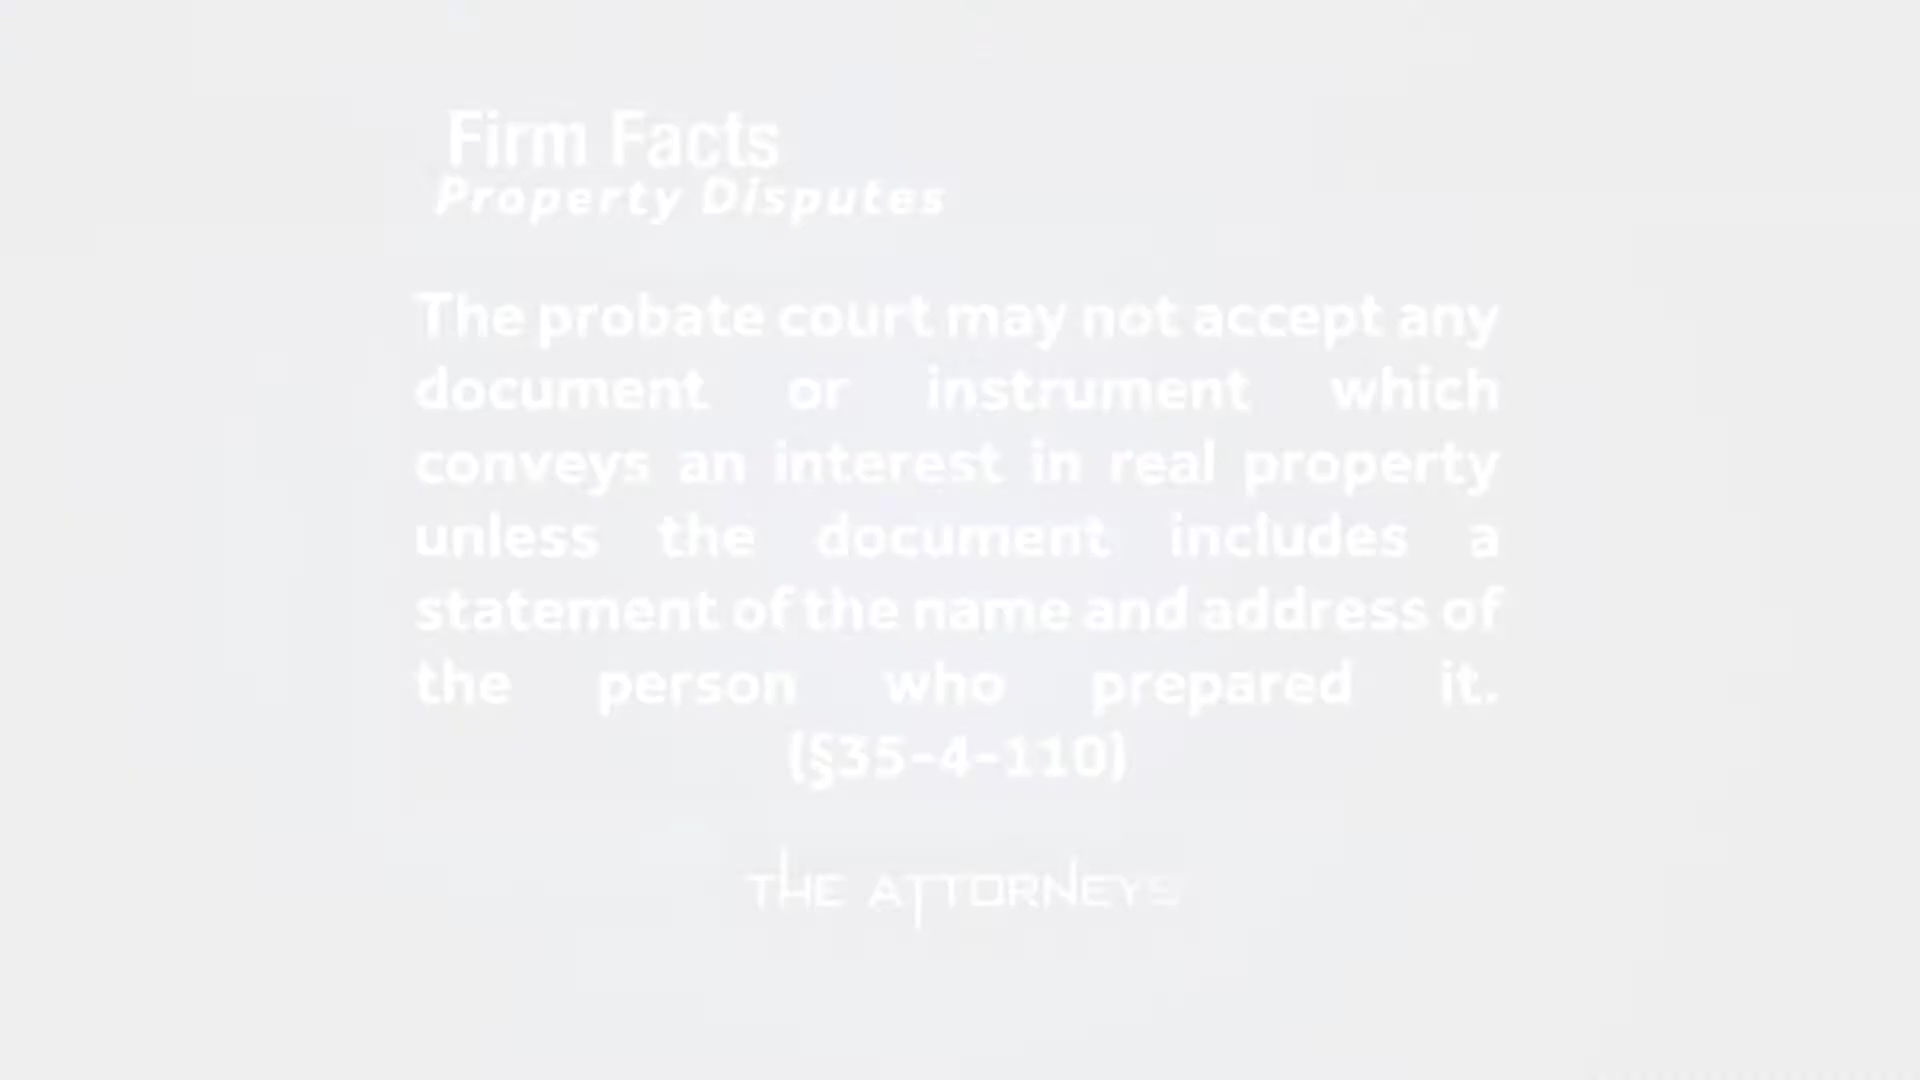 Firm Facts
Property Disputes
The probate court may not accept any
document or instrument which
conveys an interest in real property
unless the document includes a
statement of the name and address of
the person who prepared it.
(§35-4-110)
THE ATTORNEYS